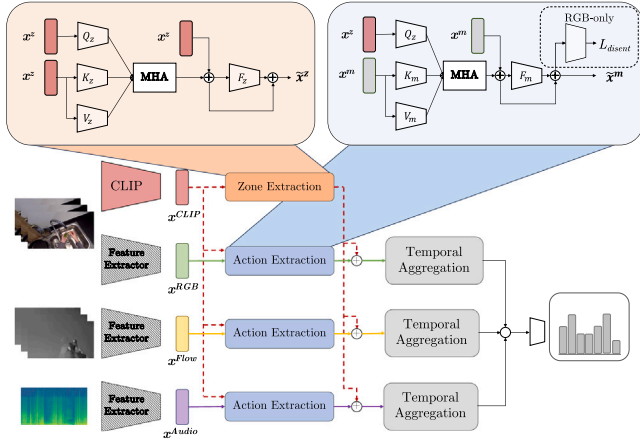 x^z
Q_z
x^z
x^z
K_z
MHA
F_z
x̃^z
V_z
RGB-only
x^z
Q_z
x^m
L_disent
x^m
K_m
MHA
F_m
x̃^m
V_m
CLIP
Zone Extraction
x^CLIP
Feature
Extractor
Action Extraction
Temporal
Aggregation
x^RGB
Feature
Extractor
Action Extraction
Temporal
Aggregation
x^Flow
Feature
Extractor
Action Extraction
Temporal
Aggregation
x^Audio